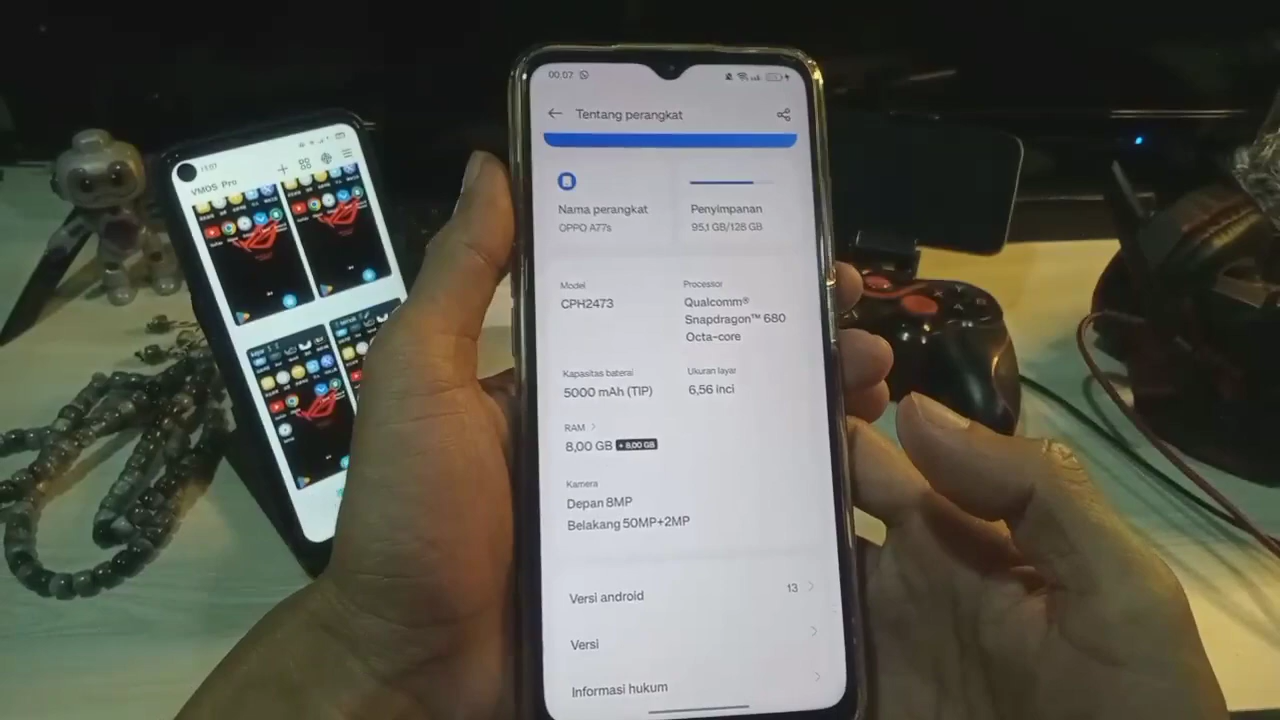 00.07
Tentang perangkat
Nama perangkat
OPPO A77s
Penyimpanan
95,1 GB/128 GB
Model
CPH2473
Processor
Qualcomm®
Snapdragon™ 680
Octa-core
Kapasitas baterai
5000 mAh (TIP)
Ukuran layar
6,56 inci
RAM
8,00 GB + 8,00 GB
Kamera
Depan 8MP
Belakang 50MP+2MP
Versi android 13
Versi
Informasi hukum
VMOS Pro